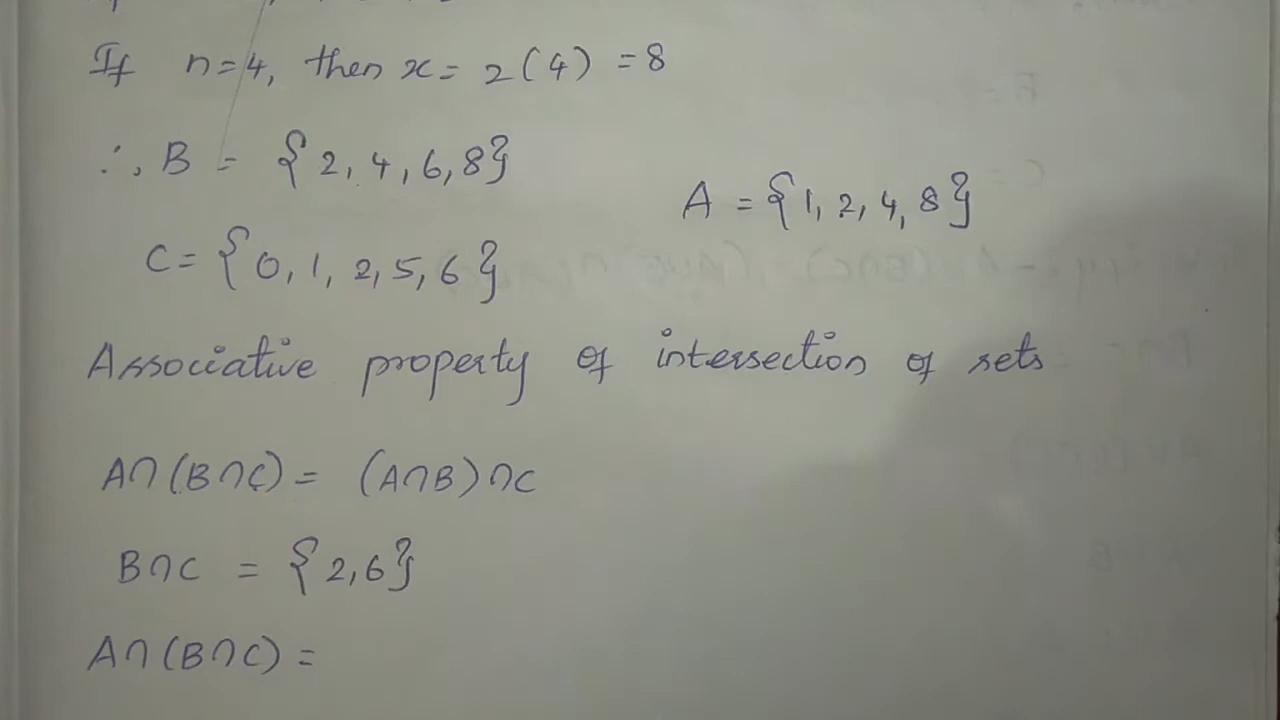 If n=4, then x= 2(4) =8
∴, B = {2, 4, 6, 8}
A = {1, 2, 4, 8}
C = {0, 1, 2, 5, 6}
Associative property of intersection of sets
A∩(B∩C) = (A∩B)∩C
B∩C = {2,6}
A∩(B∩C) =